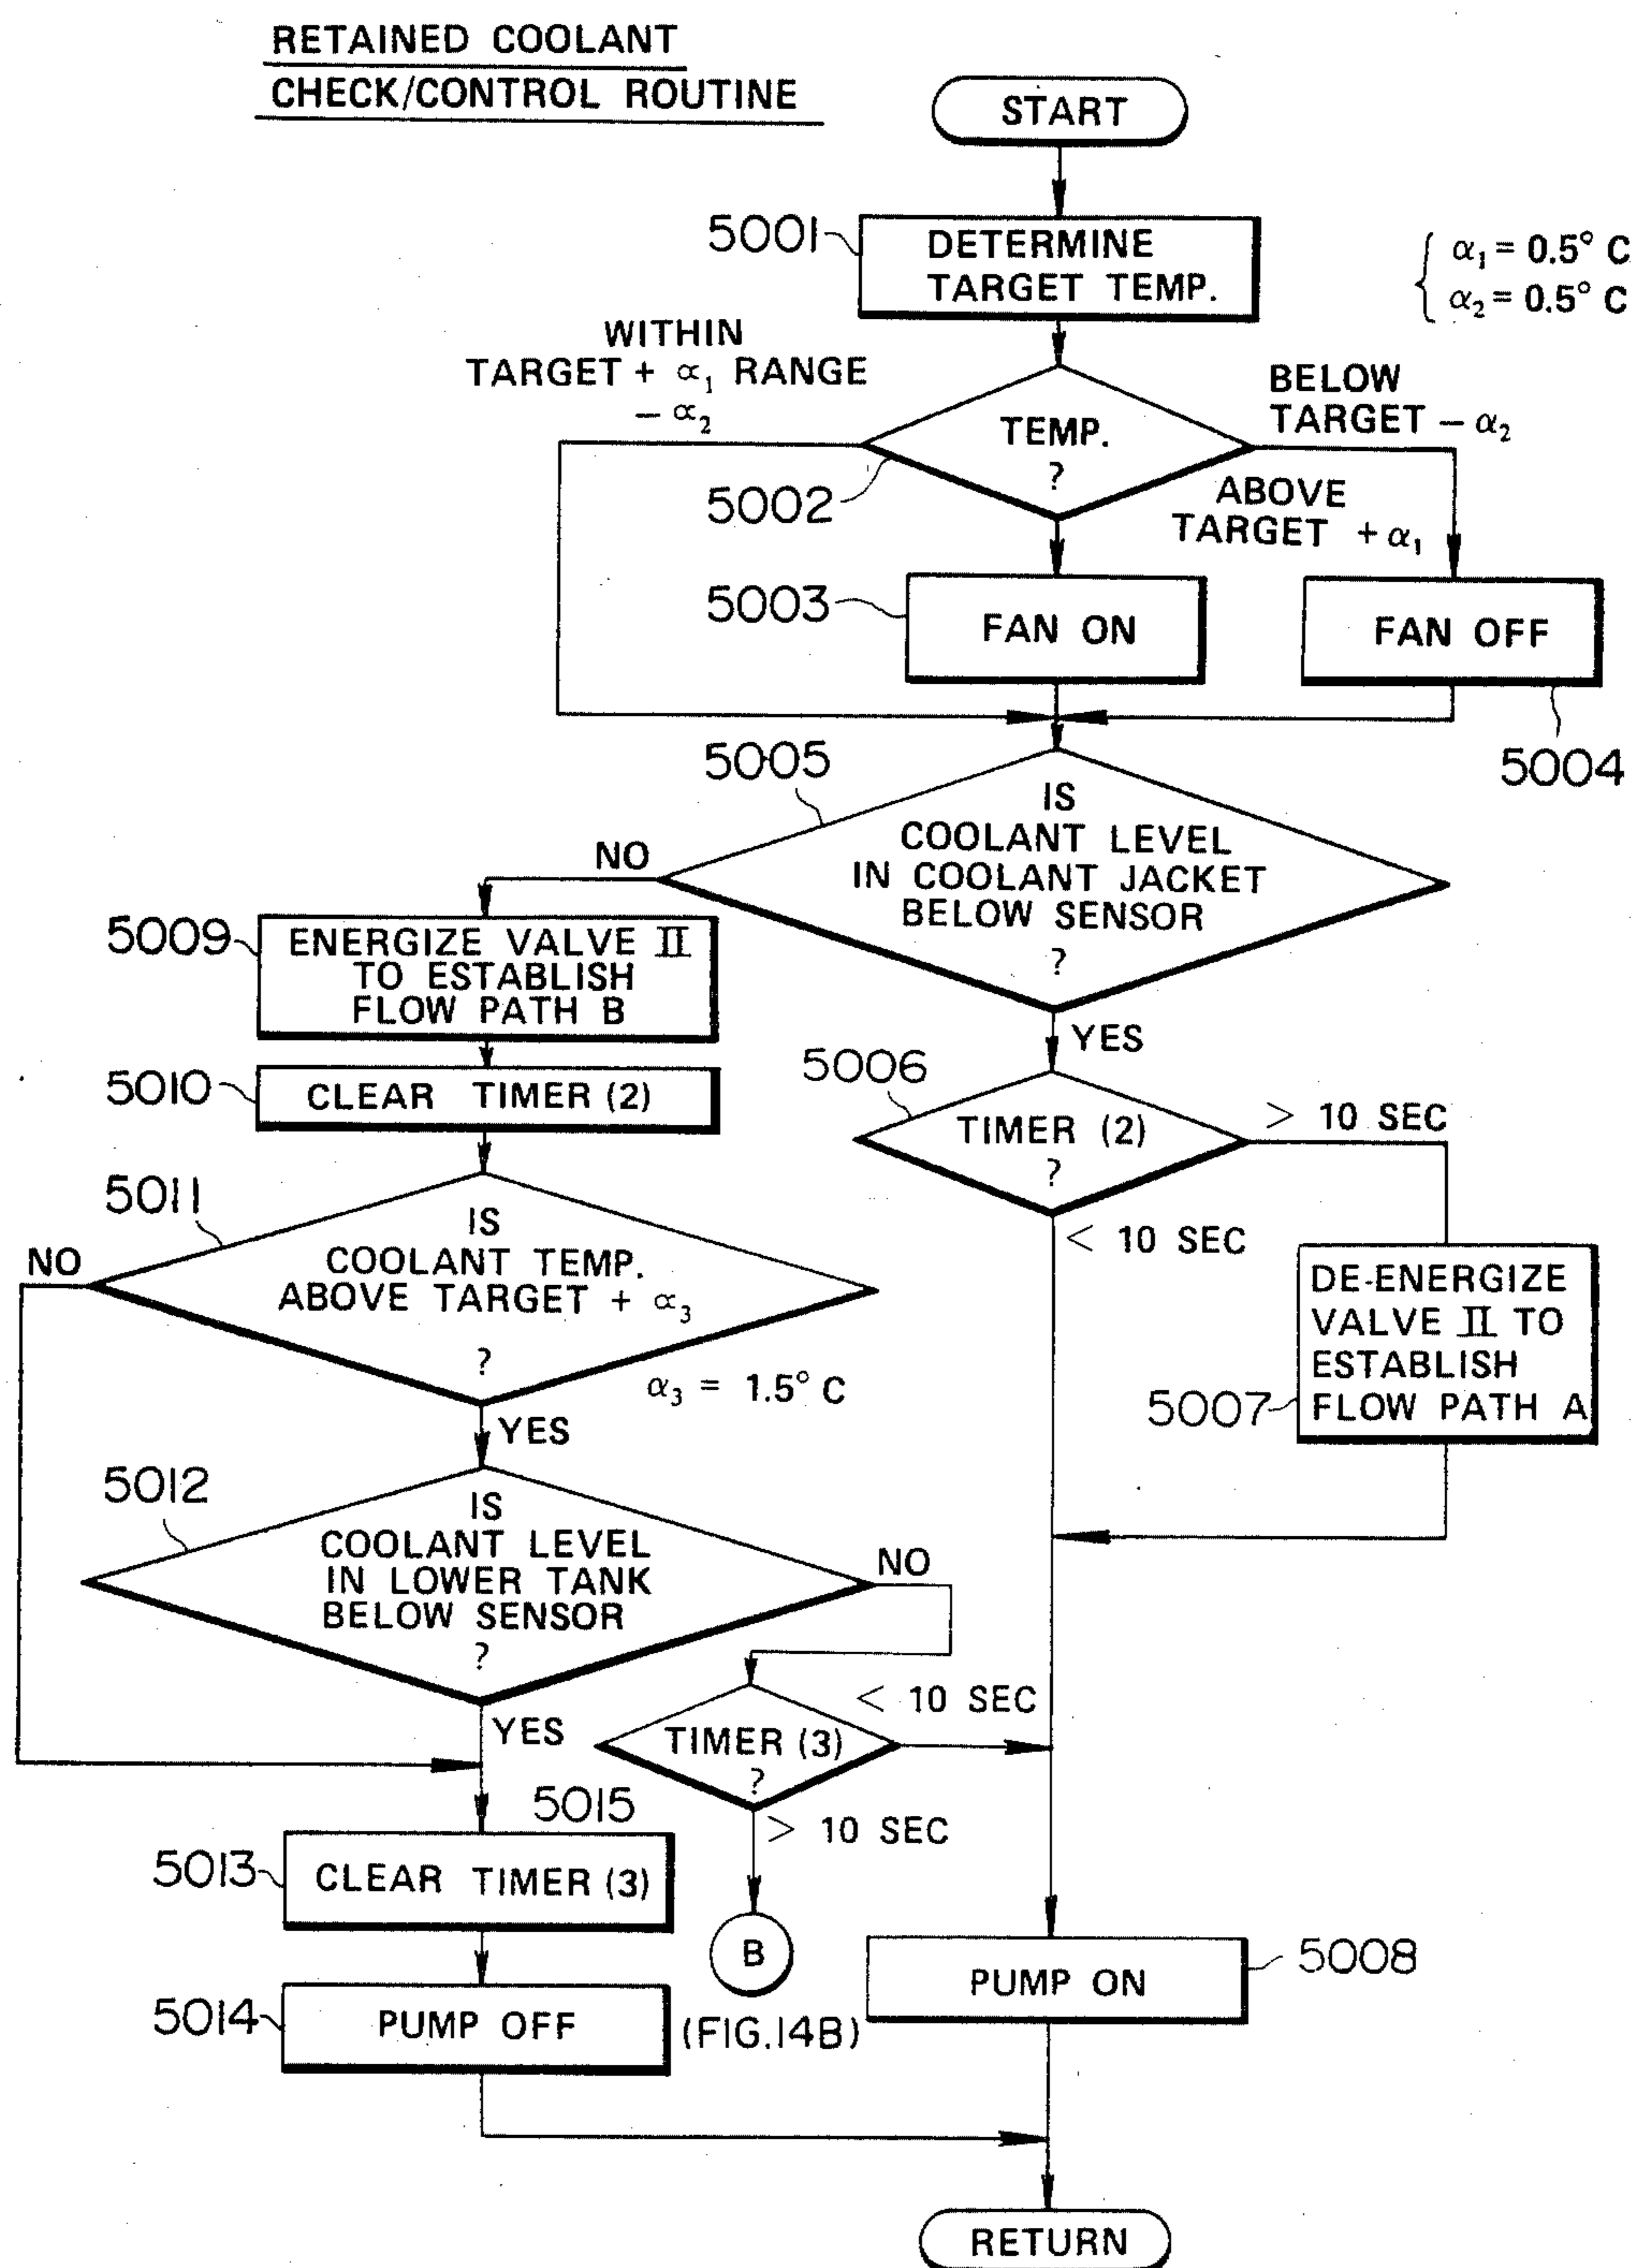 RETAINED COOLANT
CHECK/CONTROL ROUTINE
START
5001
DETERMINE
TARGET TEMP.
α₁ = 0.5° C
α₂ = 0.5° C
WITHIN
TARGET + α₁ RANGE
− α₂
BELOW
TARGET − α₂
TEMP.
?
5002
ABOVE
TARGET + α₁
5003
FAN ON
FAN OFF
5004
5005
IS
COOLANT LEVEL
IN COOLANT JACKET
BELOW SENSOR
?
NO
YES
5009
ENERGIZE VALVE II
TO ESTABLISH
FLOW PATH B
5010
CLEAR TIMER (2)
5006
TIMER (2)
?
> 10 SEC
< 10 SEC
5007
DE-ENERGIZE
VALVE II TO
ESTABLISH
FLOW PATH A
5011
IS
COOLANT TEMP.
ABOVE TARGET + α₃
?
NO
α₃ = 1.5° C
YES
5012
IS
COOLANT LEVEL
IN LOWER TANK
BELOW SENSOR
?
NO
YES
< 10 SEC
TIMER (3)
?
5015
> 10 SEC
5013
CLEAR TIMER (3)
B
(FIG.14B)
5014
PUMP OFF
PUMP ON
5008
RETURN